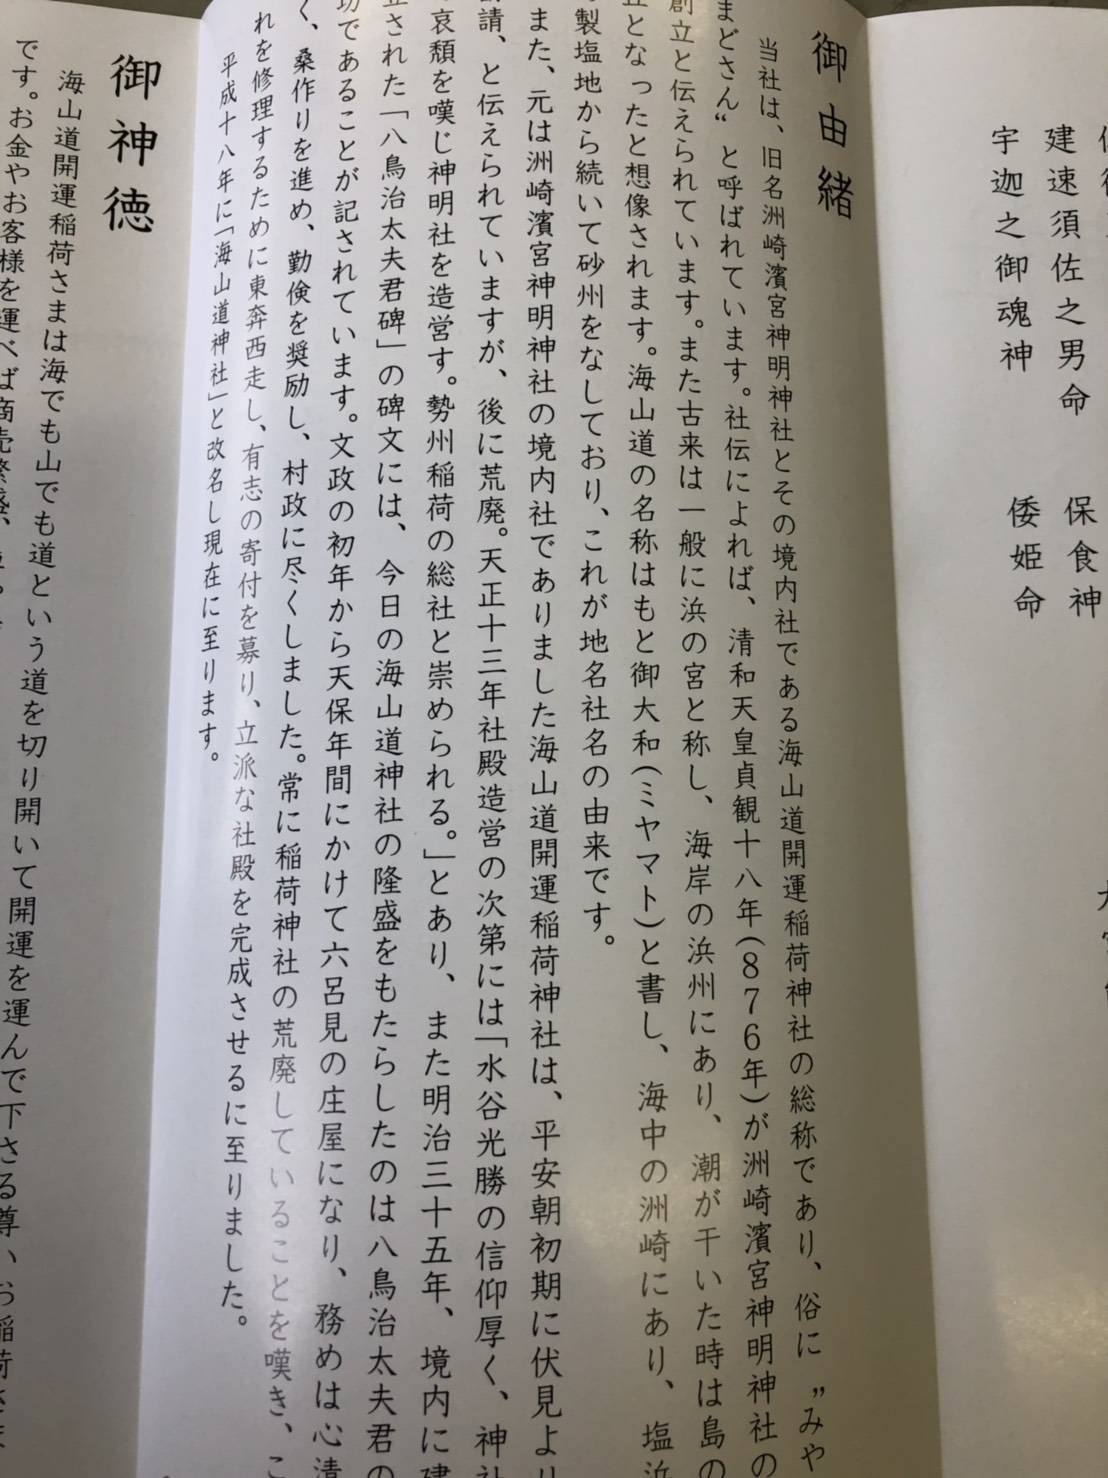 建速須佐之男命　保食神
宇迦之御魂神　倭姫命
御由緒
当社は、旧名洲崎濱宮神明神社とその境内社である海山道開運稲荷神社の総称であり、俗に〝みや
まどさん〟と呼ばれています。社伝によれば、清和天皇貞観十八年(876年)が洲崎濱宮神明神社の
創立と伝えられています。また古来は一般に浜の宮と称し、海岸の浜州にあり、潮が干いた時は島の
となったと想像されます。海山道の名称はもと御大和(ミヤマト)と書し、海中の洲崎にあり、塩浜
製塩地から続いて砂州をなしており、これが地名社名の由来です。
また、元は洲崎濱宮神明神社の境内社でありました海山道開運稲荷神社は、平安朝初期に伏見より
請、と伝えられていますが、後に荒廃。天正十三年社殿造営の次第には「水谷光勝の信仰厚く、神社
哀頽を嘆じ神明社を造営す。勢州稲荷の総社と崇められる。」とあり、また明治三十五年、境内に建
立された「八鳥治太夫君碑」の碑文には、今日の海山道神社の隆盛をもたらしたのは八鳥治太夫君の
功であることが記されています。文政の初年から天保年間にかけて六呂見の庄屋になり、務めは心清
く、桑作りを進め、勤倹を奨励し、村政に尽くしました。常に稲荷神社の荒廃していることを嘆き、こ
れを修理するために東奔西走し、有志の寄付を募り、立派な社殿を完成させるに至りました。
平成十八年に「海山道神社」と改名し現在に至ります。
御神徳
海山道開運稲荷さまは海でも山でも道という道を切り開いて開運を運んで下さる尊いお稲荷さま
です。お金やお客様を運べば商売繁盛、